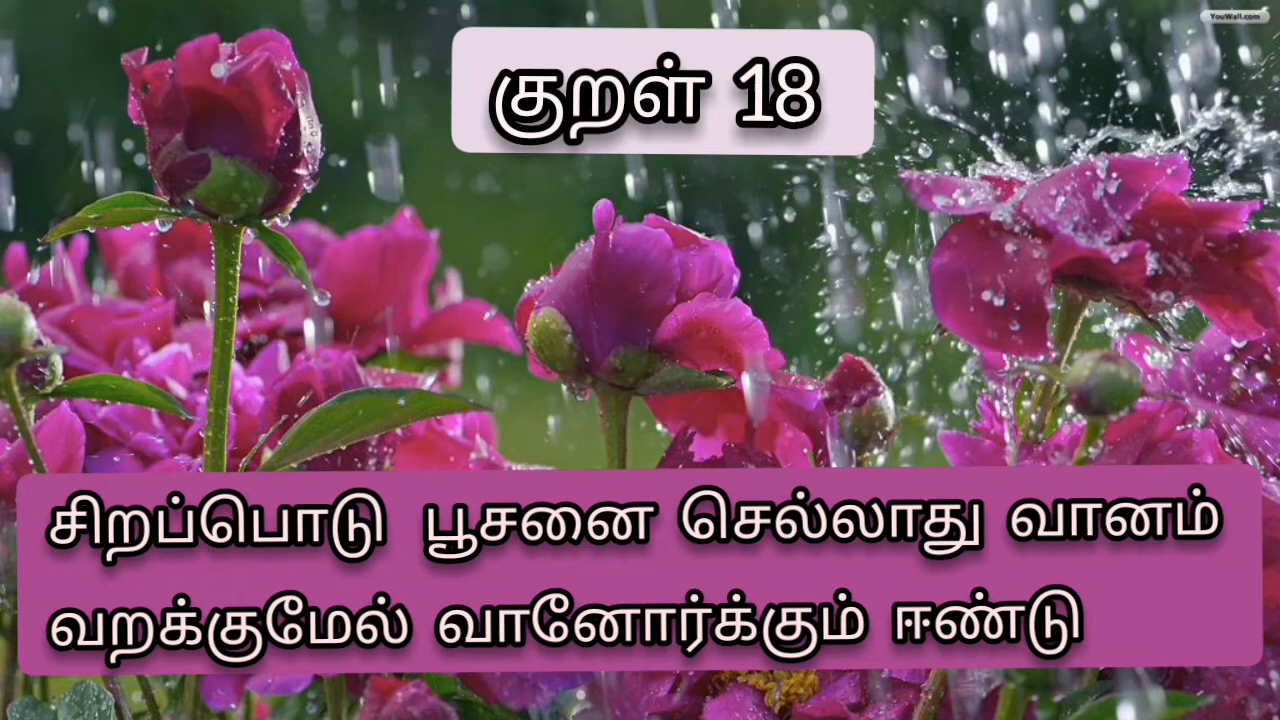 YouWall.com
குறள் 18
சிறப்பொடு பூசனை செல்லாது வானம்
வறக்குமேல் வானோர்க்கும் ஈண்டு